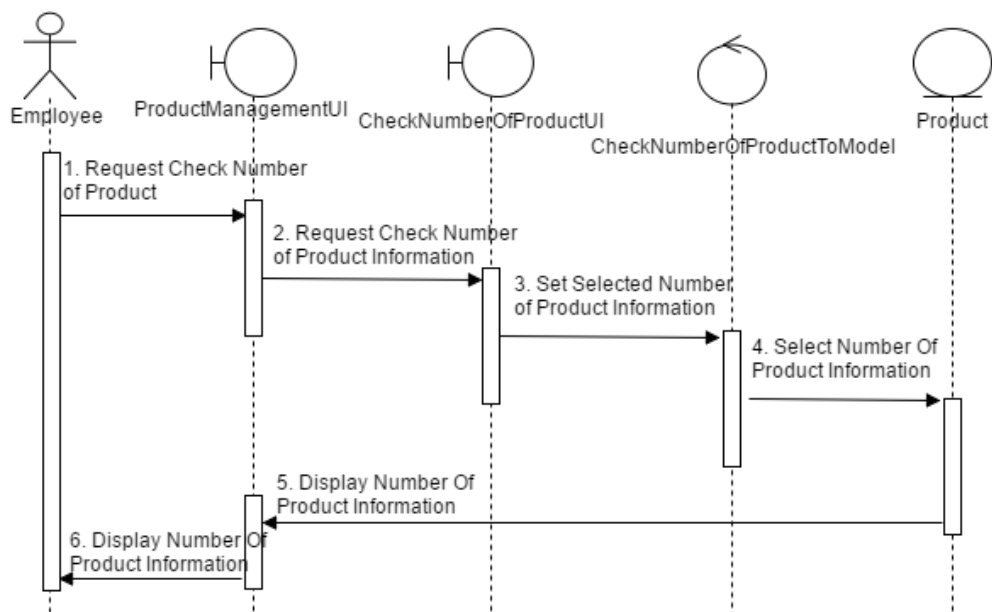 Employee
ProductManagementUI
CheckNumberOfProductUI
CheckNumberOfProductToModel
Product
1. Request Check Number
of Product
2. Request Check Number
of Product Information
3. Set Selected Number
of Product Information
4. Select Number Of
Product Information
5. Display Number Of
Product Information
6. Display Number Of
Product Information